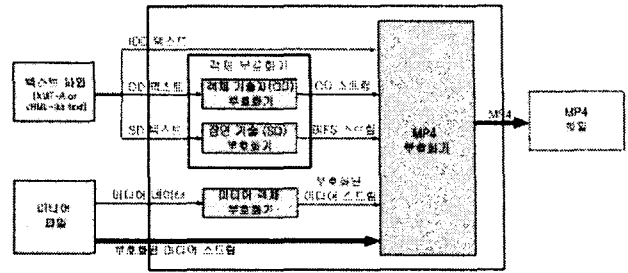 IOD 텍스트
객체 부호화기
텍스트 파일
(XMT-A or
OD 텍스트
객체 기술자(OD)
부호화기
OD 스트림
SD 텍스트
장면 기술 (SD)
부호화기
BIFS 스트림
MP4
부호화기
MP4
MP4
파일
미디어
파일
미디어 데이터
미디어 객체
부호화기
부호화된
미디어 스트림
부호화된 미디어 스트림